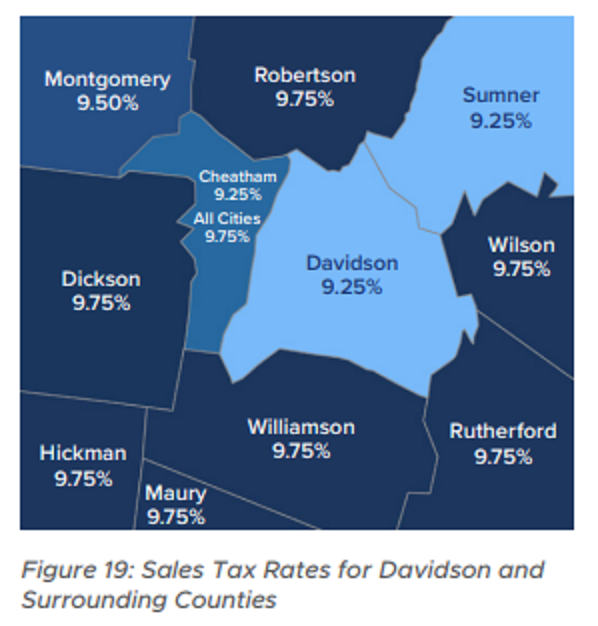 Montgomery
9.50%
Robertson
9.75%
Sumner
9.25%
Cheatham
9.25%
All Cities
9.75%
Wilson
9.75%
Davidson
9.25%
Dickson
9.75%
Williamson
9.75%
Rutherford
9.75%
Hickman
9.75%
Maury
9.75%
Figure 19: Sales Tax Rates for Davidson and
Surrounding Counties